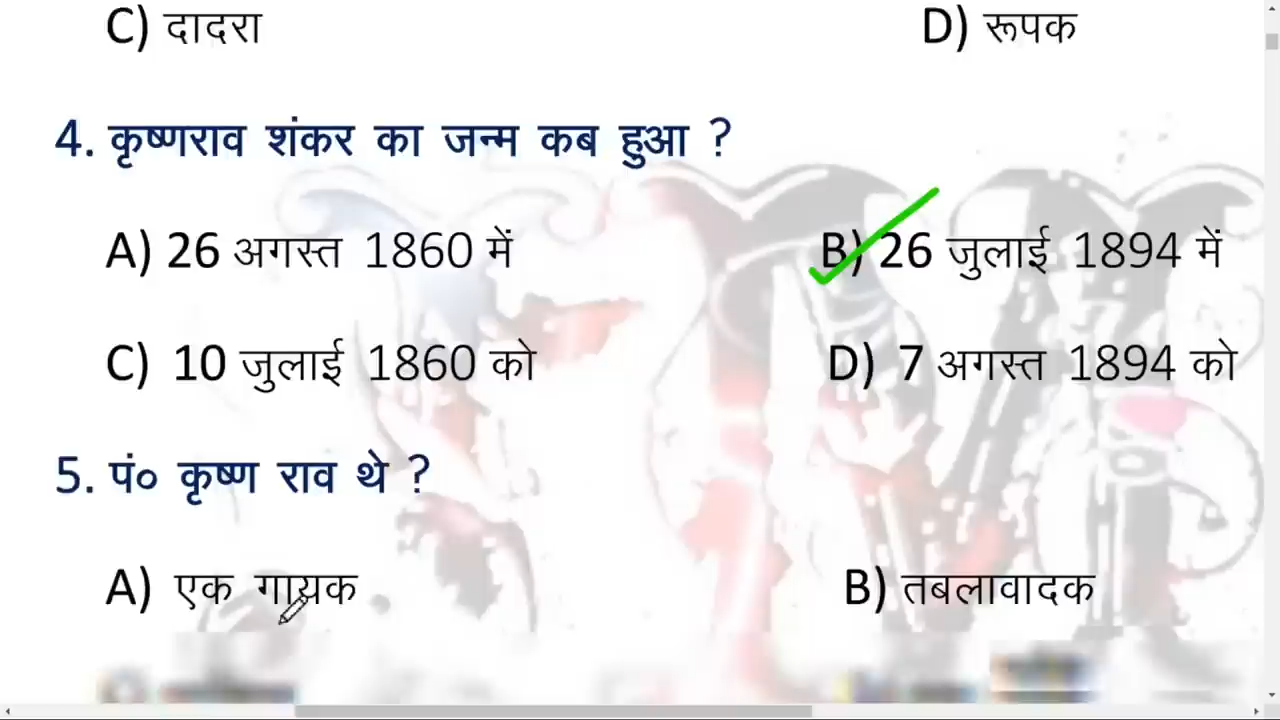 C) दादरा D) रूपक
4. कृष्णराव शंकर का जन्म कब हुआ ?
A) 26 अगस्त 1860 में B) 26 जुलाई 1894 में
C) 10 जुलाई 1860 को D) 7 अगस्त 1894 को
5. पं० कृष्ण राव थे ?
A) एक गायक B) तबलावादक